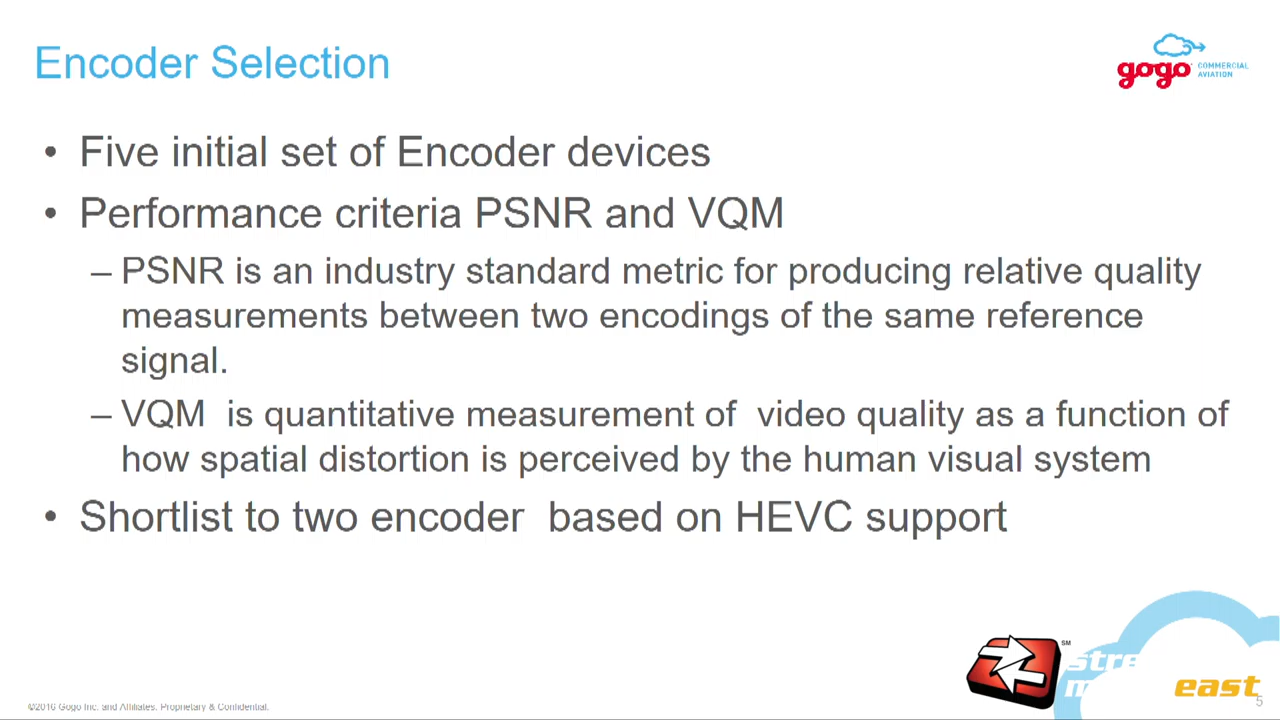 Encoder Selection
gogo COMMERCIAL
AVIATION
• Five initial set of Encoder devices
• Performance criteria PSNR and VQM
– PSNR is an industry standard metric for producing relative quality
measurements between two encodings of the same reference
signal.
– VQM is quantitative measurement of video quality as a function of
how spatial distortion is perceived by the human visual system
• Shortlist to two encoder based on HEVC support
SM
east
©2016 Gogo Inc. and Affiliates. Proprietary & Confidential.
5